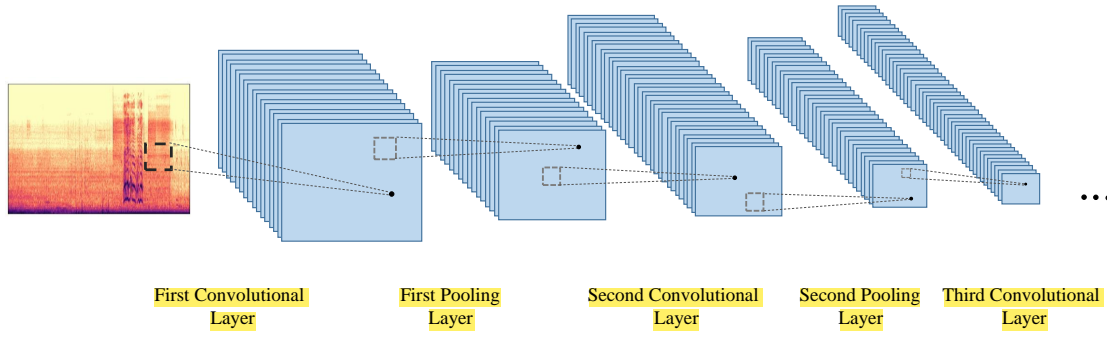 First Convolutional
Layer
First Pooling
Layer
Second Convolutional
Layer
Second Pooling
Layer
Third Convolutional
Layer
...